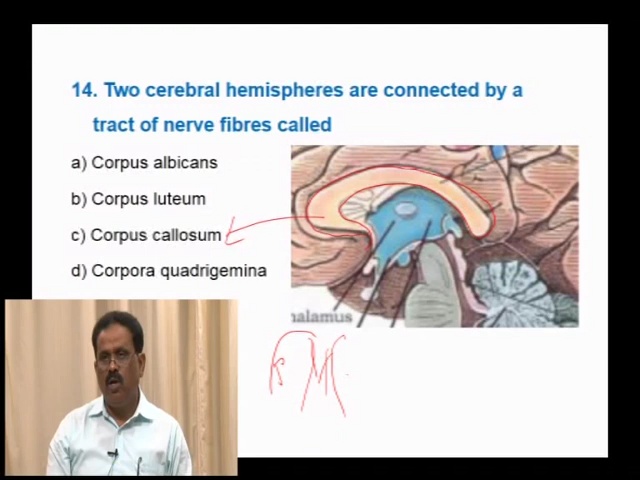 14. Two cerebral hemispheres are connected by a
tract of nerve fibres called
a) Corpus albicans
b) Corpus luteum
c) Corpus callosum
d) Corpora quadrigemina
halamus